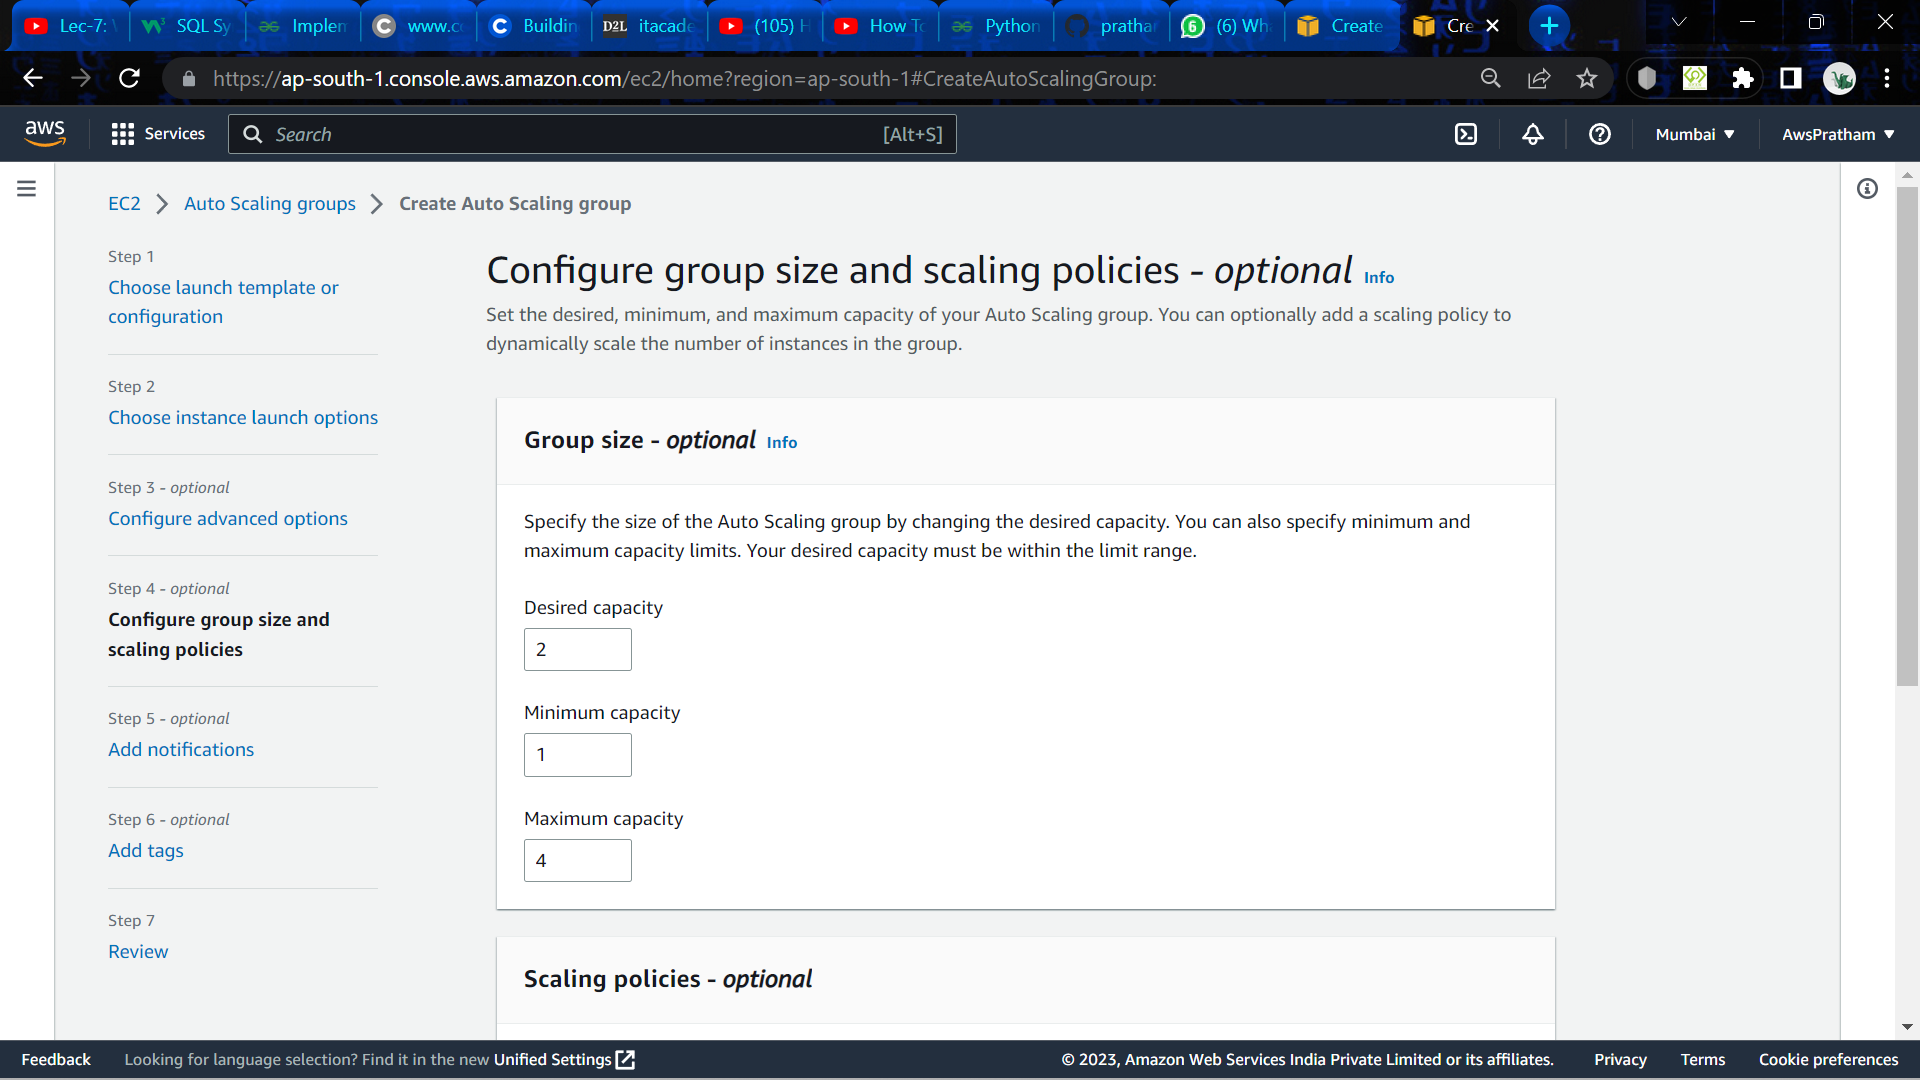 Lec-7:
SQL Sy
Implem
www.c
Buildin
D2L itacade
(105) H
How To
Python
prathar
6 (6) Wh
Create
Cre
https://ap-south-1.console.aws.amazon.com/ec2/home?region=ap-south-1#CreateAutoScalingGroup:
aws
Services
Search
[Alt+S]
Mumbai
AwsPratham
EC2
Auto Scaling groups
Create Auto Scaling group
Step 1
Choose launch template or
configuration
Step 2
Choose instance launch options
Step 3 - optional
Configure advanced options
Step 4 - optional
Configure group size and
scaling policies
Step 5 - optional
Add notifications
Step 6 - optional
Add tags
Step 7
Review
Configure group size and scaling policies - optional Info
Set the desired, minimum, and maximum capacity of your Auto Scaling group. You can optionally add a scaling policy to
dynamically scale the number of instances in the group.
Group size - optional Info
Specify the size of the Auto Scaling group by changing the desired capacity. You can also specify minimum and
maximum capacity limits. Your desired capacity must be within the limit range.
Desired capacity
2
Minimum capacity
1
Maximum capacity
4
Scaling policies - optional
Feedback
Looking for language selection? Find it in the new Unified Settings
© 2023, Amazon Web Services India Private Limited or its affiliates.
Privacy
Terms
Cookie preferences